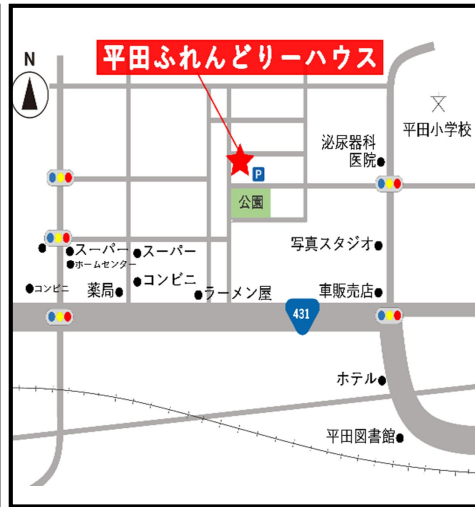 平田ふれんどりーハウス
N
平田小学校
泌尿器科
医院
P
公園
写真スタジオ
スーパー
スーパー
ホームセンター
コンビニ
コンビニ
薬局
ラーメン屋
車販売店
431
ホテル
平田図書館